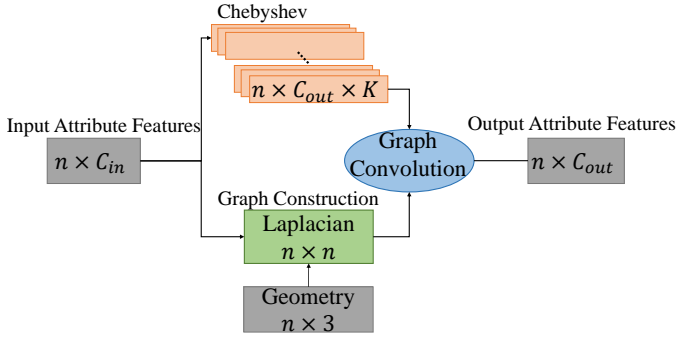 Chebyshev
...
n × C_out × K
Input Attribute Features
n × C_in
Graph
Convolution
Output Attribute Features
n × C_out
Graph Construction
Laplacian
n × n
Geometry
n × 3